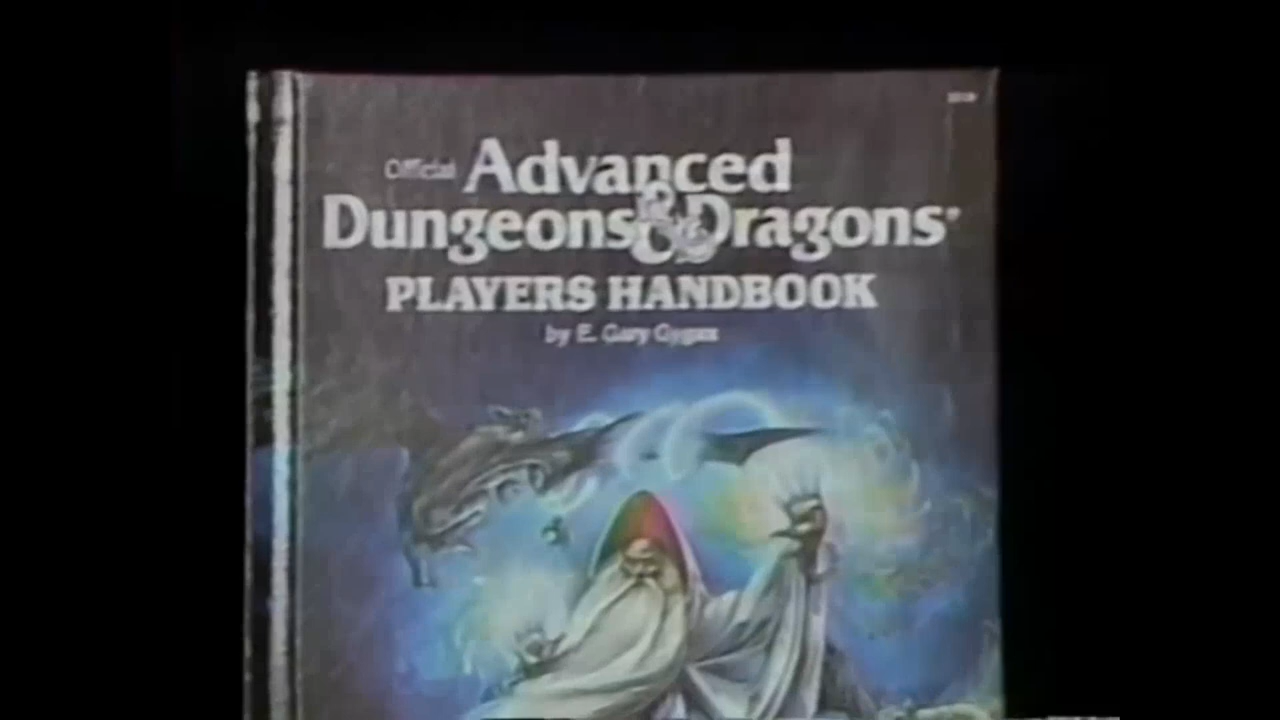 Official Advanced
Dungeons & Dragons®
PLAYERS HANDBOOK
by E. Gary Gygax